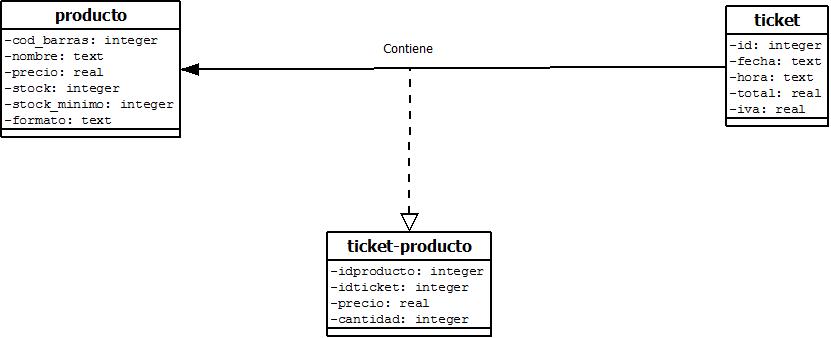 producto
-cod_barras: integer
-nombre: text
-precio: real
-stock: integer
-stock_minimo: integer
-formato: text
Contiene
ticket
-id: integer
-fecha: text
-hora: text
-total: real
-iva: real
ticket-producto
-idproducto: integer
-idticket: integer
-precio: real
-cantidad: integer